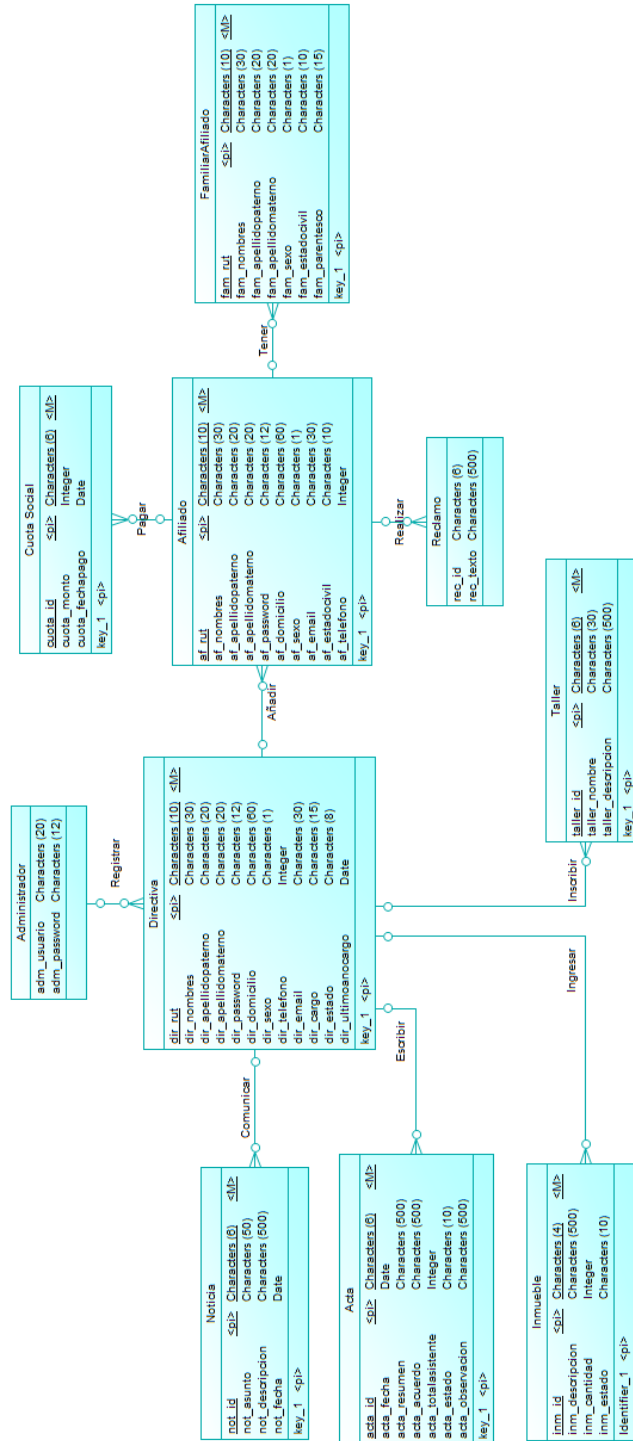 Administrador
adm_usuario Characters (20)
adm_password Characters (12)
Registrar
Cuota Social
cuota_id <pi> Characters (6) <M>
cuota_monto Integer
cuota_fechapago Date
key_1 <pi>
Pagar
Noticia
not_id <pi> Characters (6) <M>
not_asunto Characters (50)
not_descripcion Characters (500)
not_fecha Date
key_1 <pi>
Comunicar
Directiva
dir_rut <pi> Characters (10) <M>
dir_nombres Characters (30)
dir_apellidopaterno Characters (20)
dir_apellidomaterno Characters (20)
dir_password Characters (12)
dir_domicilio Characters (60)
dir_sexo Characters (1)
dir_telefono Integer
dir_email Characters (30)
dir_cargo Characters (15)
dir_estado Characters (8)
dir_ultimoanocargo Date
key_1 <pi>
Añadir
Afiliado
af_rut <pi> Characters (10) <M>
af_nombres Characters (30)
af_apellidopaterno Characters (20)
af_apellidomaterno Characters (20)
af_password Characters (12)
af_domicilio Characters (60)
af_sexo Characters (1)
af_email Characters (30)
af_estadocivil Characters (10)
af_telefono Integer
key_1 <pi>
Tener
FamiliarAfiliado
fam_rut <pi> Characters (10) <M>
fam_nombres Characters (30)
fam_apellidopaterno Characters (20)
fam_apellidomaterno Characters (20)
fam_sexo Characters (1)
fam_estadocivil Characters (10)
fam_parentesco Characters (15)
key_1 <pi>
Acta
acta_id <pi> Characters (6) <M>
acta_fecha Date
acta_resumen Characters (500)
acta_acuerdo Characters (500)
acta_totalasistente Integer
acta_estado Characters (10)
acta_observacion Characters (500)
key_1 <pi>
Escribir
Realizar
Reclamo
rec_id Characters (6)
rec_texto Characters (500)
Inmueble
inm_id <pi> Characters (4) <M>
inm_descripcion Characters (500)
inm_cantidad Integer
inm_estado Characters (10)
Identifier_1 <pi>
Ingresar
Inscribir
Taller
taller_id <pi> Characters (6) <M>
taller_nombre Characters (30)
taller_descripcion Characters (500)
key_1 <pi>